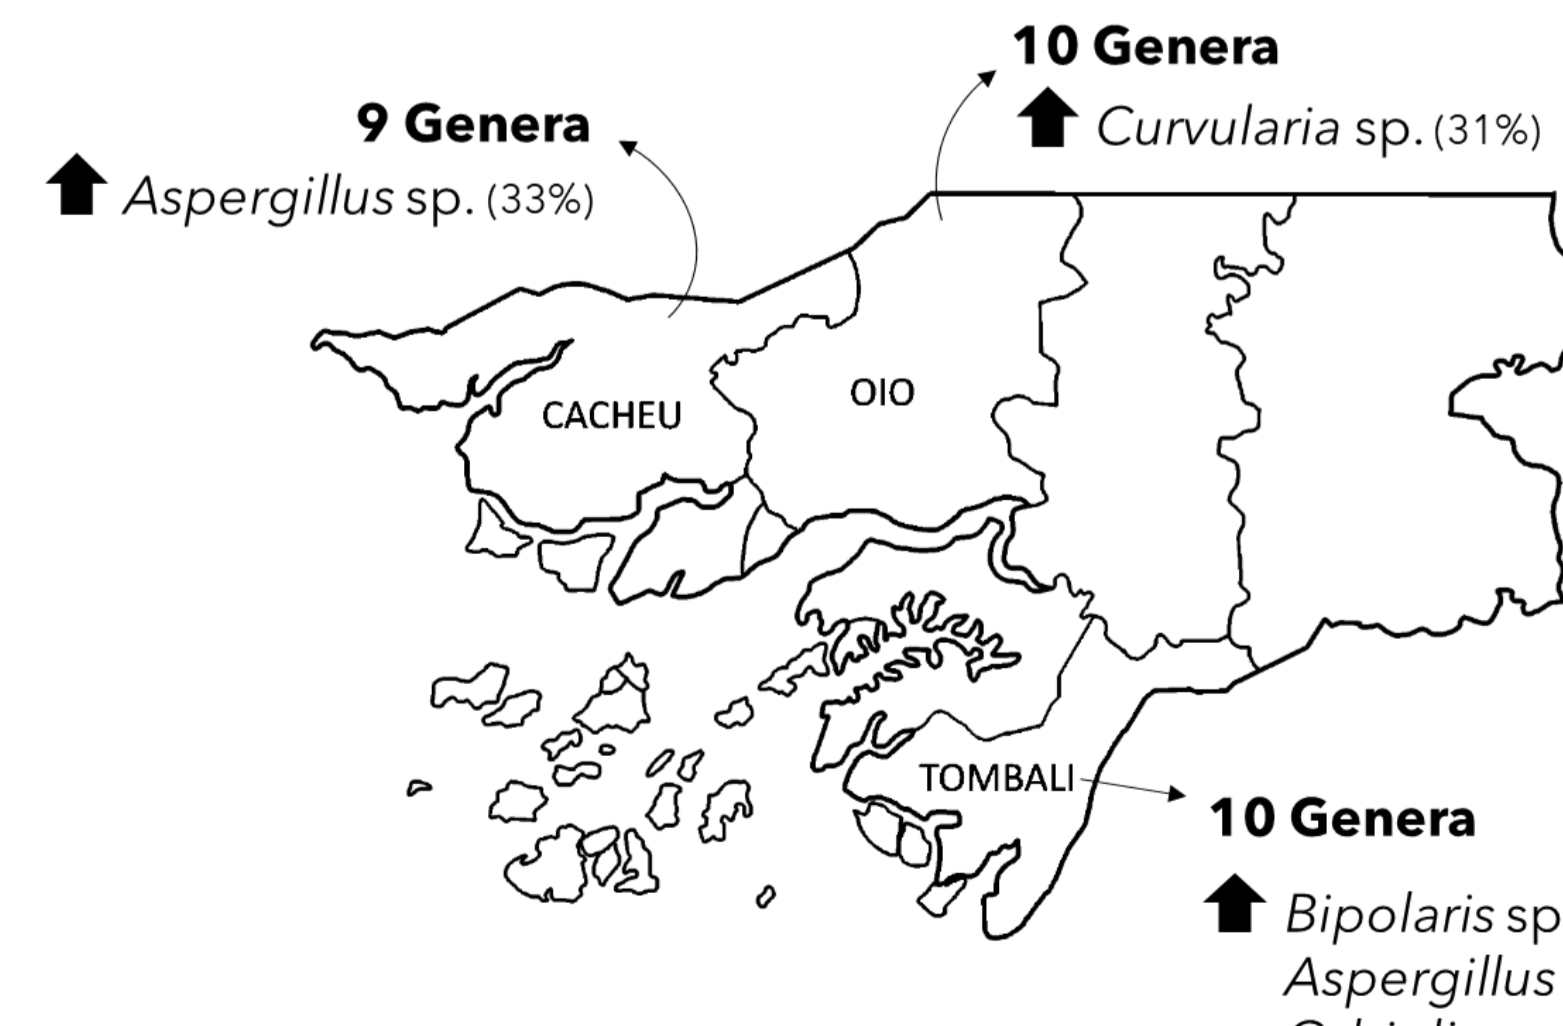 10 Genera
Curvularia sp. (31%)
9 Genera
Aspergillus sp. (33%)
OIO
CACHEU
TOMBALI
10 Genera
Bipolaris sp
Aspergillus